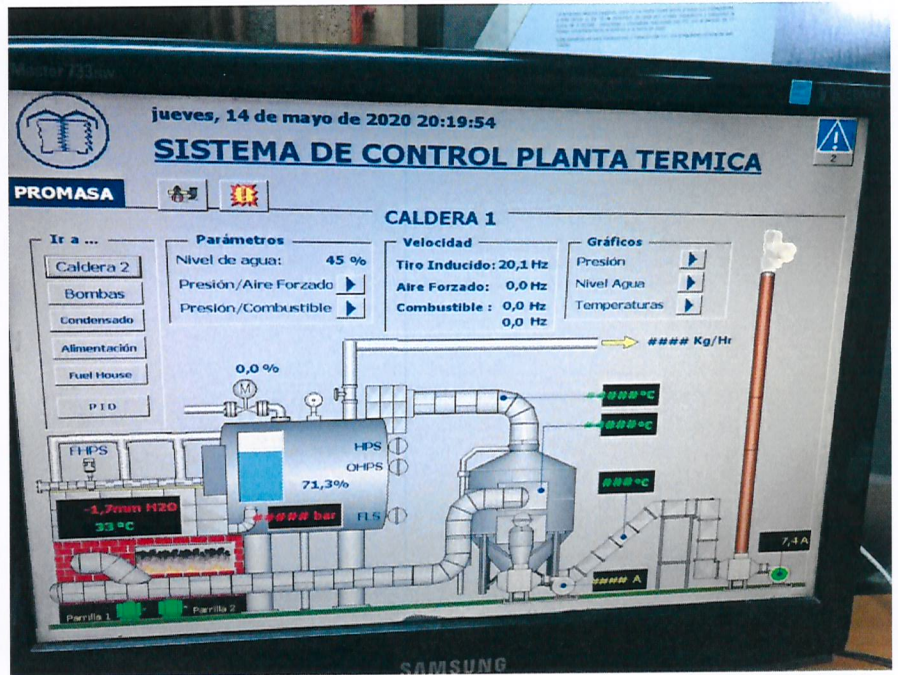 jueves, 14 de mayo de 2020 20:19:54
SISTEMA DE CONTROL PLANTA TERMICA
2
PROMASA
CALDERA 1
Ir a ...
Caldera 2
Bombas
Condensado
Alimentación
Fuel House
P I D
Parámetros
Nivel de agua: 45 %
Presión/Aire Forzado
Presión/Combustible
Velocidad
Tiro Inducido: 20,1 Hz
Aire Forzado: 0,0 Hz
Combustible : 0,0 Hz
0,0 Hz
Gráficos
Presión
Nivel Agua
Temperaturas
#### Kg/Hr
0,0 %
M
FHPS
HPS
OHPS
71,3%
FLS
-1,7mm H2O
33 °C
##### bar
#####°C
#####°C
####°C
#### A
7,4 A
Parrilla 1
Parrilla 2
SAMSUNG